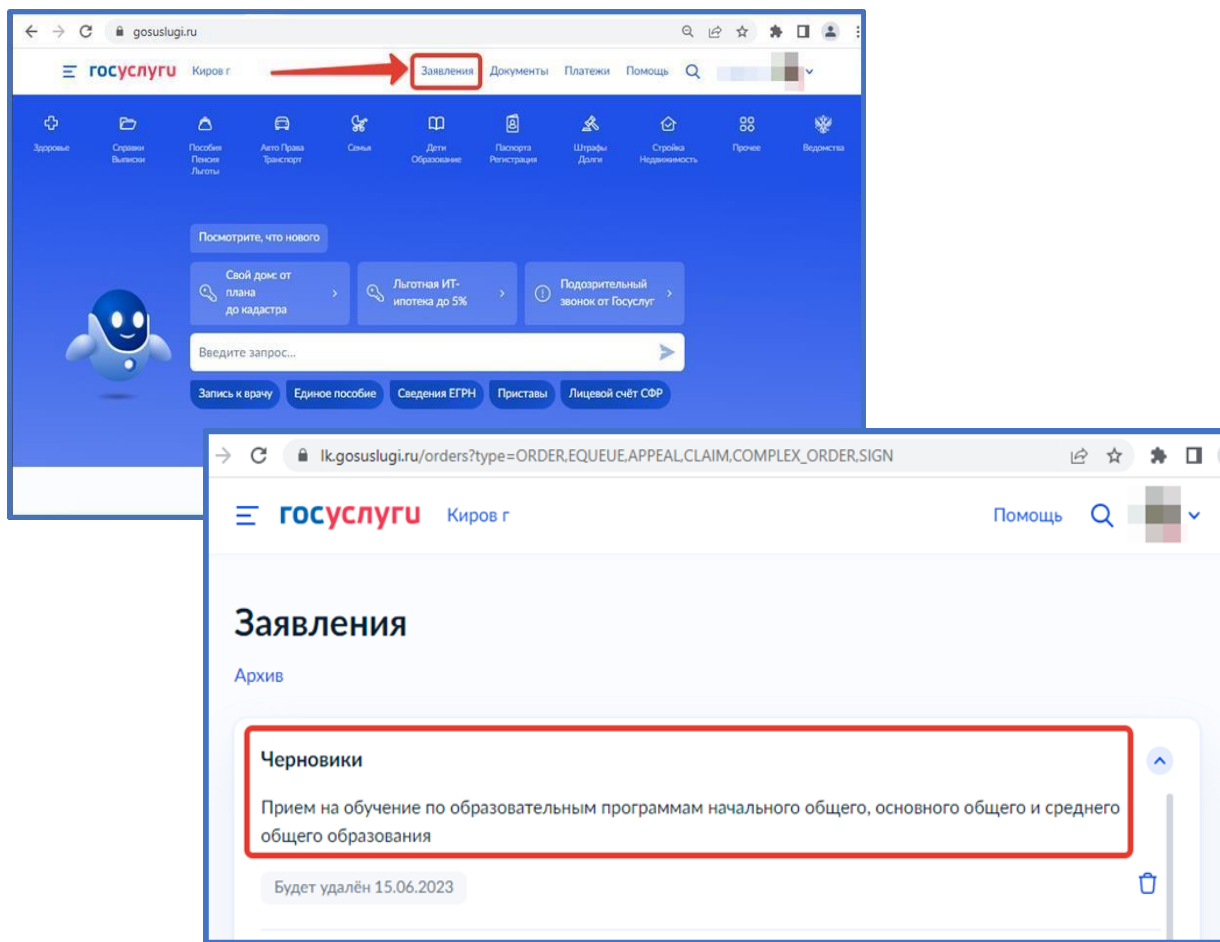 gosuslugi.ru
госуслуги Киров г Заявления Документы Платежи Помощь
Здоровье
Справки
Выписки
Пособия
Пенсия
Льготы
Авто Права
Транспорт
Семья
Дети
Образование
Паспорта
Регистрация
Штрафы
Долги
Стройка
Недвижимость
Прочее
Ведомства
Посмотрите, что нового
Свой дом: от
плана
до кадастра
Льготная ИТ-
ипотека до 5%
Подозрительный
звонок от Госуслуг
Введите запрос...
Запись к врачу Единое пособие Сведения ЕГРН Приставы Лицевой счёт СФР
lk.gosuslugi.ru/orders?type=ORDER,EQUEUE,APPEAL,CLAIM,COMPLEX_ORDER,SIGN
госуслуги Киров г Помощь
Заявления
Архив
Черновики
Прием на обучение по образовательным программам начального общего, основного общего и среднего
общего образования
Будет удалён 15.06.2023